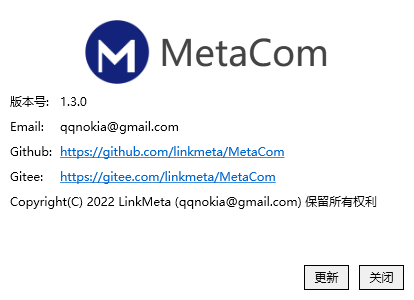 M MetaCom
版本号: 1.3.0
Email: qqnokia@gmail.com
Github: https://github.com/linkmeta/MetaCom
Gitee: https://gitee.com/linkmeta/MetaCom
Copyright(C) 2022 LinkMeta (qqnokia@gmail.com) 保留所有权利
更新 关闭